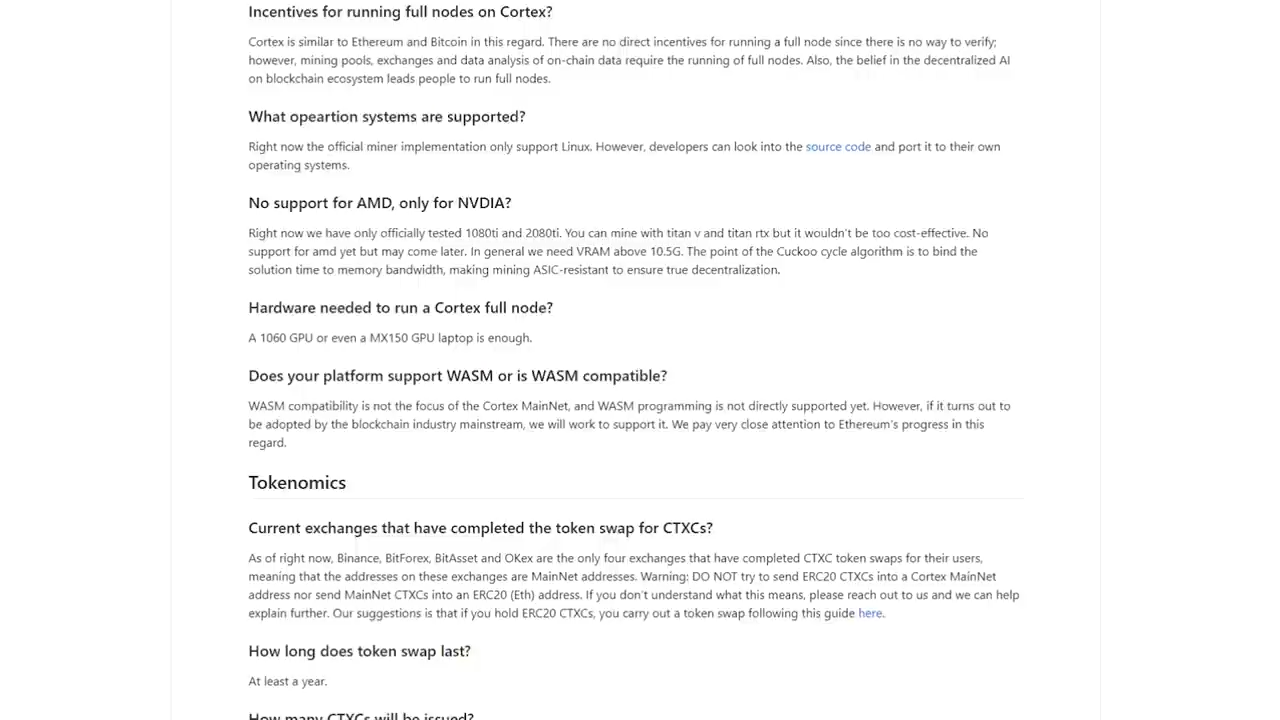 Incentives for running full nodes on Cortex?
Cortex is similar to Ethereum and Bitcoin in this regard. There are no direct incentives for running a full node since there is no way to verify;
however, mining pools, exchanges and data analysis of on-chain data require the running of full nodes. Also, the belief in the decentralized AI
on blockchain ecosystem leads people to run full nodes.
What opeartion systems are supported?
Right now the official miner implementation only support Linux. However, developers can look into the source code and port it to their own
operating systems.
No support for AMD, only for NVDIA?
Right now we have only officially tested 1080ti and 2080ti. You can mine with titan v and titan rtx but it wouldn't be too cost-effective. No
support for amd yet but may come later. In general we need VRAM above 10.5G. The point of the Cuckoo cycle algorithm is to bind the
solution time to memory bandwidth, making mining ASIC-resistant to ensure true decentralization.
Hardware needed to run a Cortex full node?
A 1060 GPU or even a MX150 GPU laptop is enough.
Does your platform support WASM or is WASM compatible?
WASM compatibility is not the focus of the Cortex MainNet, and WASM programming is not directly supported yet. However, if it turns out to
be adopted by the blockchain industry mainstream, we will work to support it. We pay very close attention to Ethereum's progress in this
regard.
Tokenomics
Current exchanges that have completed the token swap for CTXCs?
As of right now, Binance, BitForex, BitAsset and OKex are the only four exchanges that have completed CTXC token swaps for their users,
meaning that the addresses on these exchanges are MainNet addresses. Warning: DO NOT try to send ERC20 CTXCs into a Cortex MainNet
address nor send MainNet CTXCs into an ERC20 (Eth) address. If you don't understand what this means, please reach out to us and we can help
explain further. Our suggestions is that if you hold ERC20 CTXCs, you carry out a token swap following this guide here.
How long does token swap last?
At least a year.
How many CTXCs will be issued?